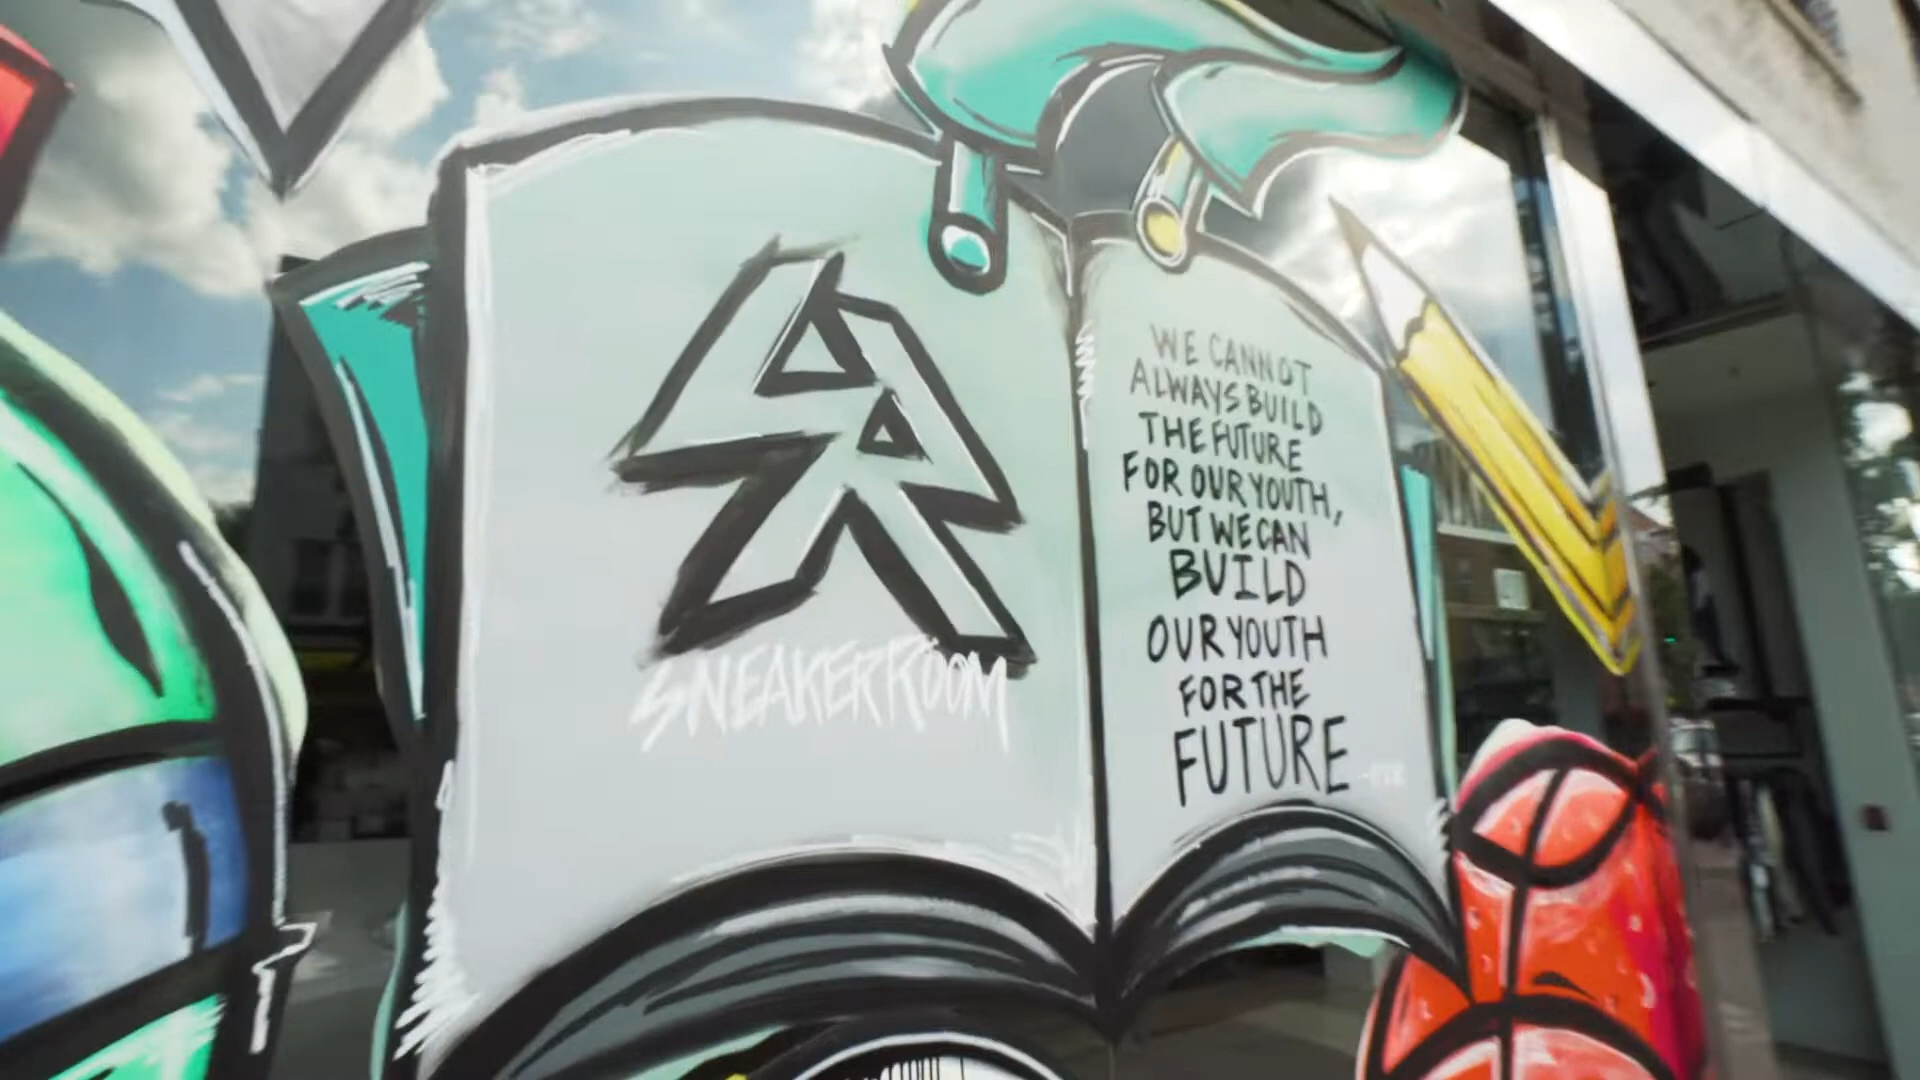 SNEAKERROOM
WE CANNOT
ALWAYS BUILD
THE FUTURE
FOR OUR YOUTH,
BUT WE CAN
BUILD
OUR YOUTH
FOR THE
FUTURE